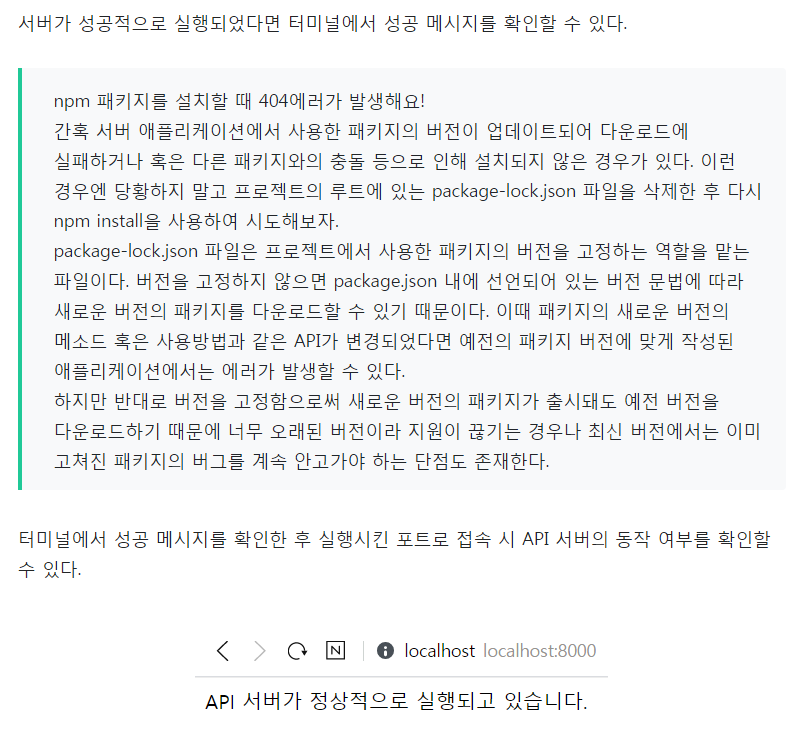 서버가 성공적으로 실행되었다면 터미널에서 성공 메시지를 확인할 수 있다.
npm 패키지를 설치할 때 404에러가 발생해요!
간혹 서버 애플리케이션에서 사용한 패키지의 버전이 업데이트되어 다운로드에
실패하거나 혹은 다른 패키지와의 충돌 등으로 인해 설치되지 않은 경우가 있다. 이런
경우엔 당황하지 말고 프로젝트의 루트에 있는 package-lock.json 파일을 삭제한 후 다시
npm install을 사용하여 시도해보자.
package-lock.json 파일은 프로젝트에서 사용한 패키지의 버전을 고정하는 역할을 맡는
파일이다. 버전을 고정하지 않으면 package.json 내에 선언되어 있는 버전 문법에 따라
새로운 버전의 패키지를 다운로드할 수 있기 때문이다. 이때 패키지의 새로운 버전의
메소드 혹은 사용방법과 같은 API가 변경되었다면 예전의 패키지 버전에 맞게 작성된
애플리케이션에서는 에러가 발생할 수 있다.
하지만 반대로 버전을 고정함으로써 새로운 버전의 패키지가 출시돼도 예전 버전을
다운로드하기 때문에 너무 오래된 버전이라 지원이 끊기는 경우나 최신 버전에서는 이미
고쳐진 패키지의 버그를 계속 안고가야 하는 단점도 존재한다.
터미널에서 성공 메시지를 확인한 후 실행시킨 포트로 접속 시 API 서버의 동작 여부를 확인할
수 있다.
N localhost localhost:8000
API 서버가 정상적으로 실행되고 있습니다.